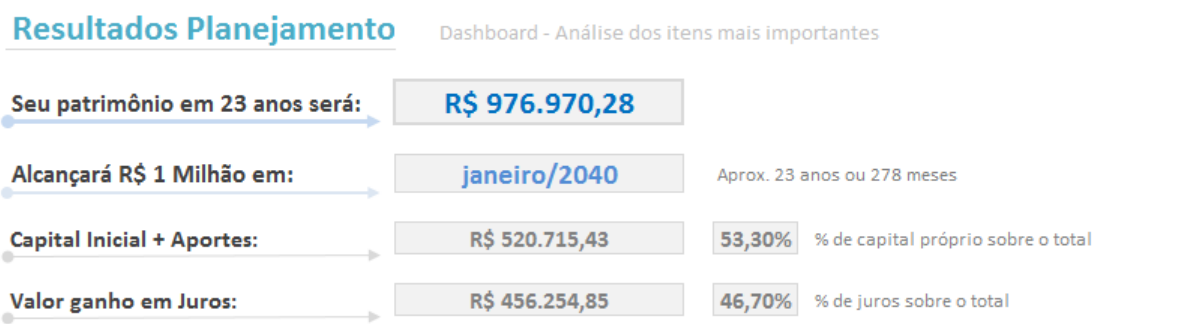 Resultados Planejamento Dashboard - Análise dos itens mais importantes
Seu patrimônio em 23 anos será: R$ 976.970,28
Alcançará R$ 1 Milhão em: janeiro/2040 Aprox. 23 anos ou 278 meses
Capital Inicial + Aportes: R$ 520.715,43 53,30% % de capital próprio sobre o total
Valor ganho em Juros: R$ 456.254,85 46,70% % de juros sobre o total